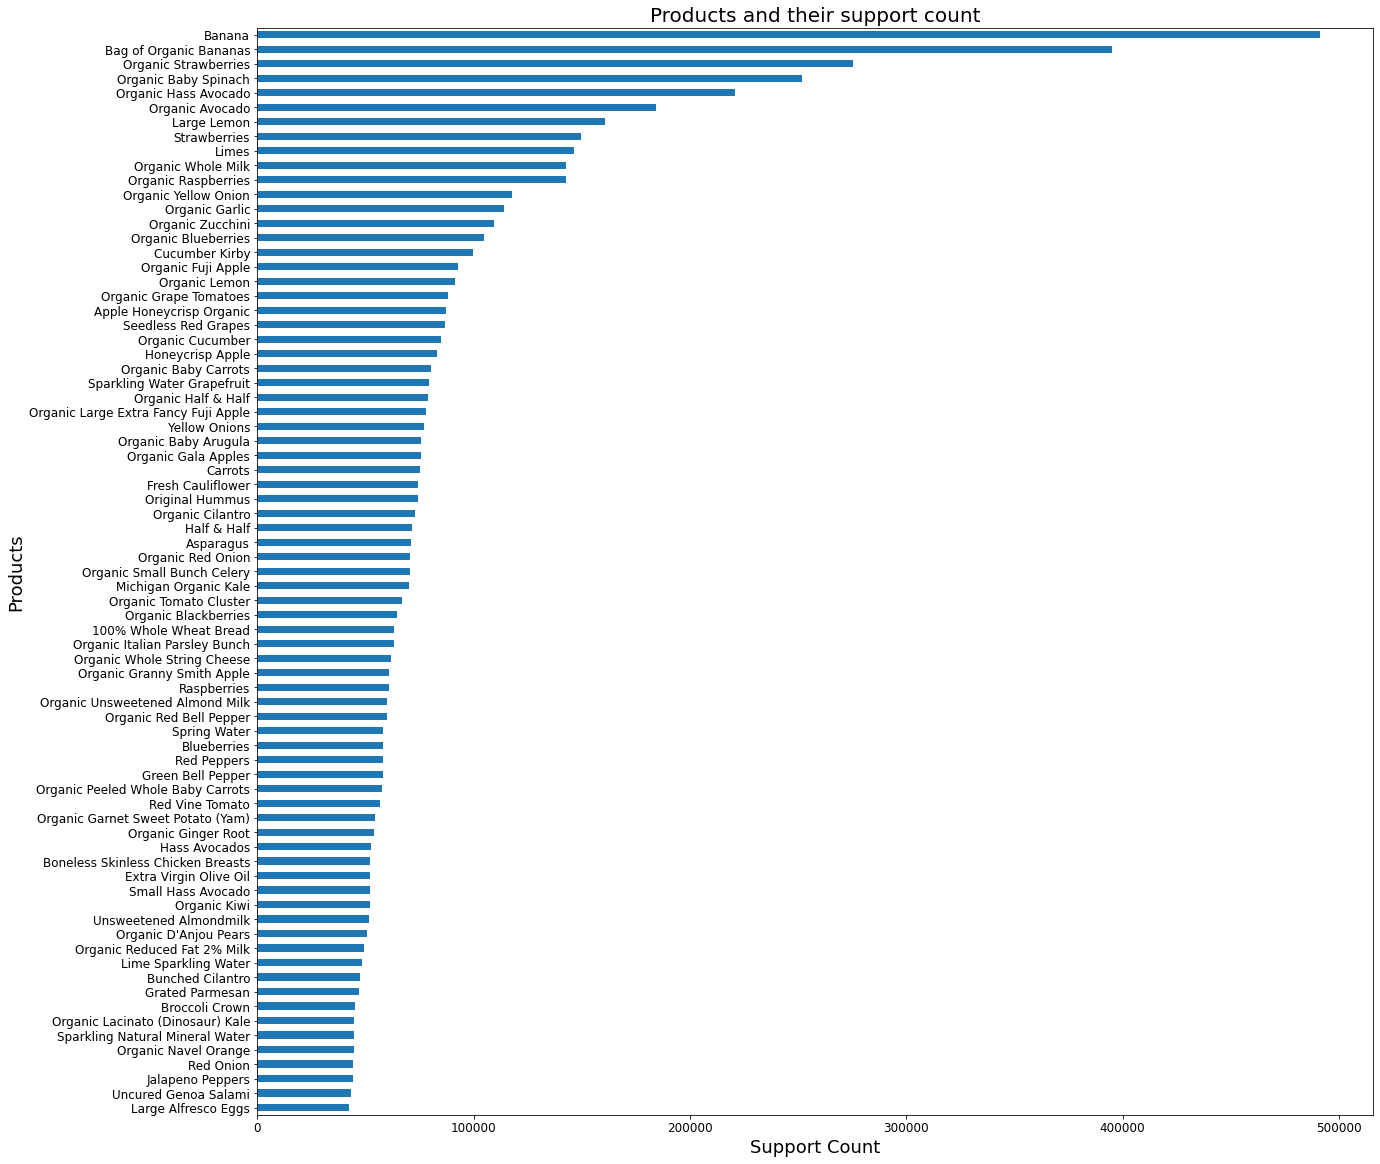 Products and their support count
Banana
Bag of Organic Bananas
Organic Strawberries
Organic Baby Spinach
Organic Hass Avocado
Organic Avocado
Large Lemon
Strawberries
Limes
Organic Whole Milk
Organic Raspberries
Organic Yellow Onion
Organic Garlic
Organic Zucchini
Organic Blueberries
Cucumber Kirby
Organic Fuji Apple
Organic Lemon
Organic Grape Tomatoes
Apple Honeycrisp Organic
Seedless Red Grapes
Organic Cucumber
Honeycrisp Apple
Organic Baby Carrots
Sparkling Water Grapefruit
Organic Half & Half
Organic Large Extra Fancy Fuji Apple
Yellow Onions
Organic Baby Arugula
Organic Gala Apples
Carrots
Fresh Cauliflower
Original Hummus
Organic Cilantro
Half & Half
Asparagus
Organic Red Onion
Organic Small Bunch Celery
Michigan Organic Kale
Organic Tomato Cluster
Organic Blackberries
100% Whole Wheat Bread
Organic Italian Parsley Bunch
Organic Whole String Cheese
Organic Granny Smith Apple
Raspberries
Organic Unsweetened Almond Milk
Organic Red Bell Pepper
Spring Water
Blueberries
Red Peppers
Green Bell Pepper
Organic Peeled Whole Baby Carrots
Red Vine Tomato
Organic Garnet Sweet Potato (Yam)
Organic Ginger Root
Hass Avocados
Boneless Skinless Chicken Breasts
Extra Virgin Olive Oil
Small Hass Avocado
Organic Kiwi
Unsweetened Almondmilk
Organic D'Anjou Pears
Organic Reduced Fat 2% Milk
Lime Sparkling Water
Bunched Cilantro
Grated Parmesan
Broccoli Crown
Organic Lacinato (Dinosaur) Kale
Sparkling Natural Mineral Water
Organic Navel Orange
Red Onion
Jalapeno Peppers
Uncured Genoa Salami
Large Alfresco Eggs
Products
0 100000 200000 300000 400000 500000
Support Count